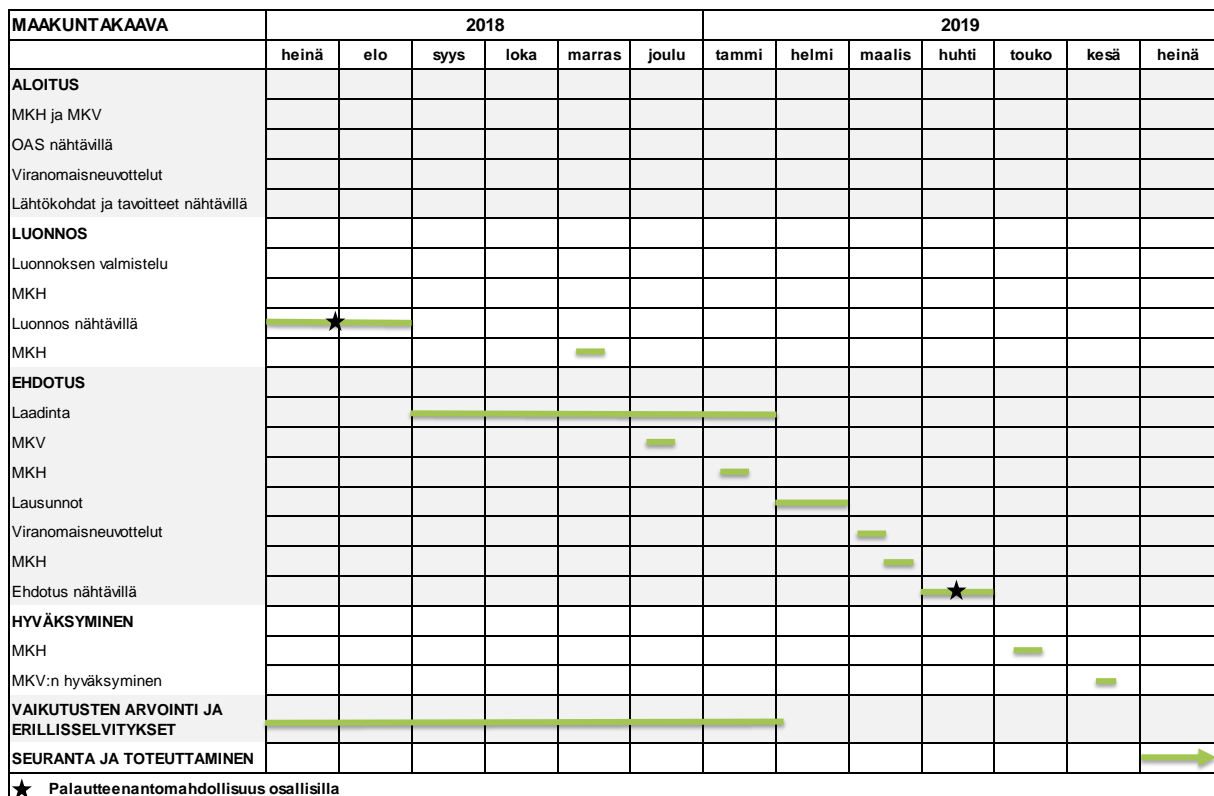 MAAKUNTAKAAVA 2018 2019
heinä elo syys loka marras joulu tammi helmi maalis huhti touko kesä heinä
ALOITUS
MKH ja MKV
OAS nähtävillä
Viranomaisneuvottelut
Lähtökohdat ja tavoitteet nähtävillä
LUONNOS
Luonnoksen valmistelu
MKH
Luonnos nähtävillä
MKH
EHDOTUS
Laadinta
MKV
MKH
Lausunnot
Viranomaisneuvottelut
MKH
Ehdotus nähtävillä
HYVÄKSYMINEN
MKH
MKV:n hyväksyminen
VAIKUTUSTEN ARVOINTI JA
ERILLISSELVITYKSET
SEURANTA JA TOTEUTTAMINEN
★ Palautteenantomahdollisuus osallisilla